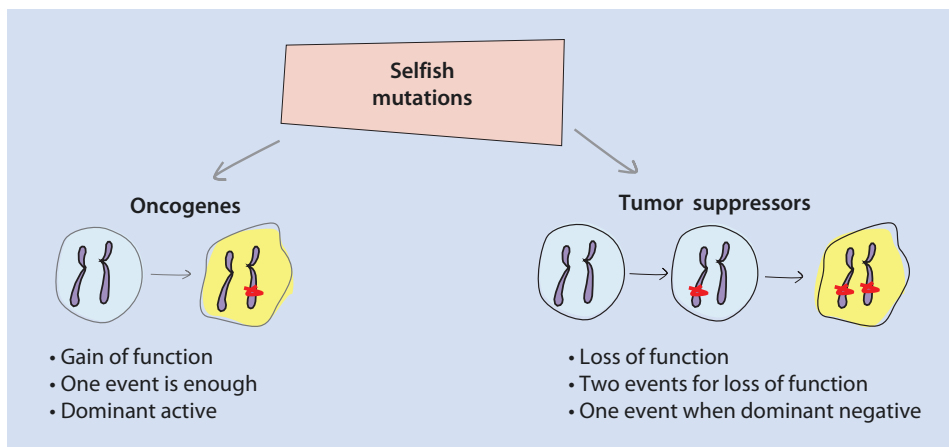 Selfish
mutations
Oncogenes
Tumor suppressors
• Gain of function
• One event is enough
• Dominant active
• Loss of function
• Two events for loss of function
• One event when dominant negative